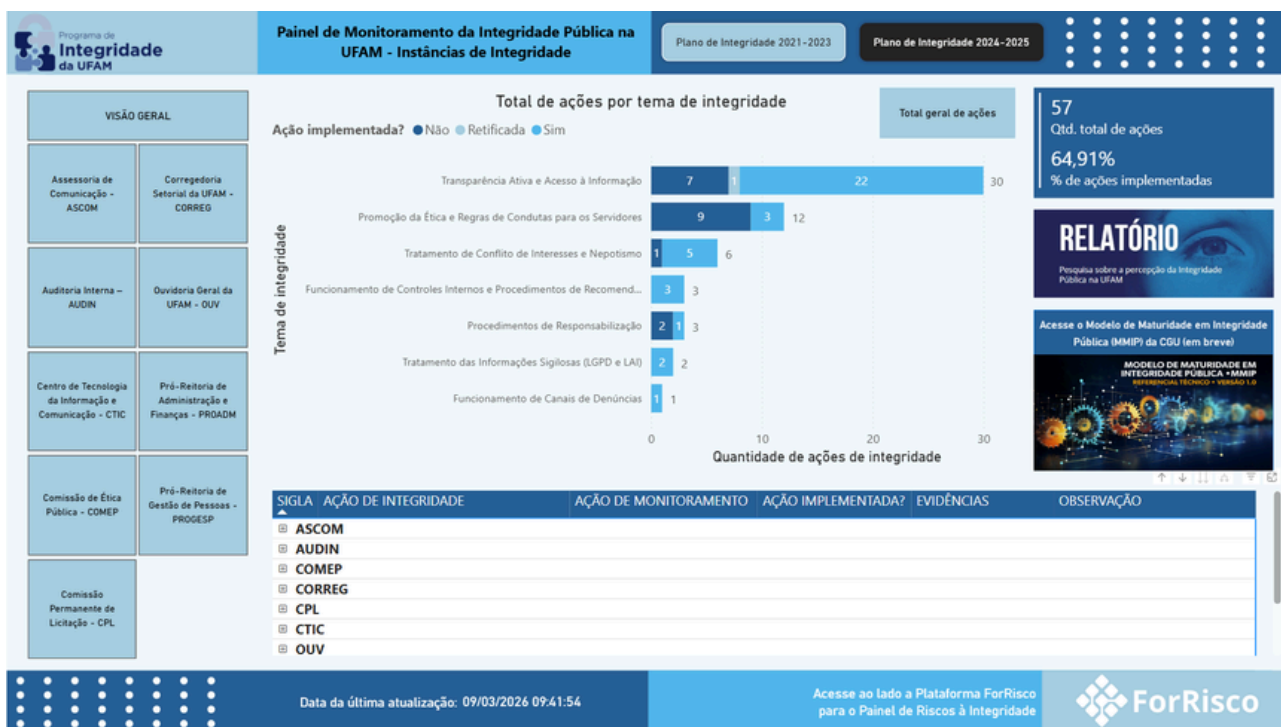 Programa de
Integridade
da UFAM
Painel de Monitoramento da Integridade Pública na
UFAM - Instâncias de Integridade
Plano de Integridade 2021-2023
Plano de Integridade 2024-2025
VISÃO GERAL
Assessoria de
Comunicação -
ASCOM
Corregedoria
Setorial da UFAM -
CORREG
Auditoria Interna –
AUDIN
Ouvidoria Geral da
UFAM - OUV
Centro de Tecnologia
da Informação e
Comunicação - CTIC
Pró-Reitoria de
Administração e
Finanças - PROADM
Comissão de Ética
Pública - COMEP
Pró-Reitoria de
Gestão de Pessoas -
PROGESP
Comissão
Permanente de
Licitação - CPL
Total de ações por tema de integridade
Total geral de ações
Ação implementada? Não Retificada Sim
Tema de integridade
Transparência Ativa e Acesso à Informação 7 1 22 30
Promoção da Ética e Regras de Condutas para os Servidores 9 3 12
Tratamento de Conflito de Interesses e Nepotismo 1 5 6
Funcionamento de Controles Internos e Procedimentos de Recomend... 3 3
Procedimentos de Responsabilização 2 1 3
Tratamento das Informações Sigilosas (LGPD e LAI) 2 2
Funcionamento de Canais de Denúncias 1 1
0 10 20 30
Quantidade de ações de integridade
57
Qtd. total de ações
64,91%
% de ações implementadas
RELATÓRIO
Pesquisa sobre a percepção da Integridade
Pública na UFAM
Acesse o Modelo de Maturidade em Integridade
Pública (MMIP) da CGU (em breve)
MODELO DE MATURIDADE EM
INTEGRIDADE PÚBLICA • MMIP
REFERENCIAL TÉCNICO • VERSÃO 1.0
SIGLA AÇÃO DE INTEGRIDADE AÇÃO DE MONITORAMENTO AÇÃO IMPLEMENTADA? EVIDÊNCIAS OBSERVAÇÃO
ASCOM
AUDIN
COMEP
CORREG
CPL
CTIC
OUV
Data da última atualização: 09/03/2026 09:41:54
Acesse ao lado a Plataforma ForRisco
para o Painel de Riscos à Integridade
ForRisco